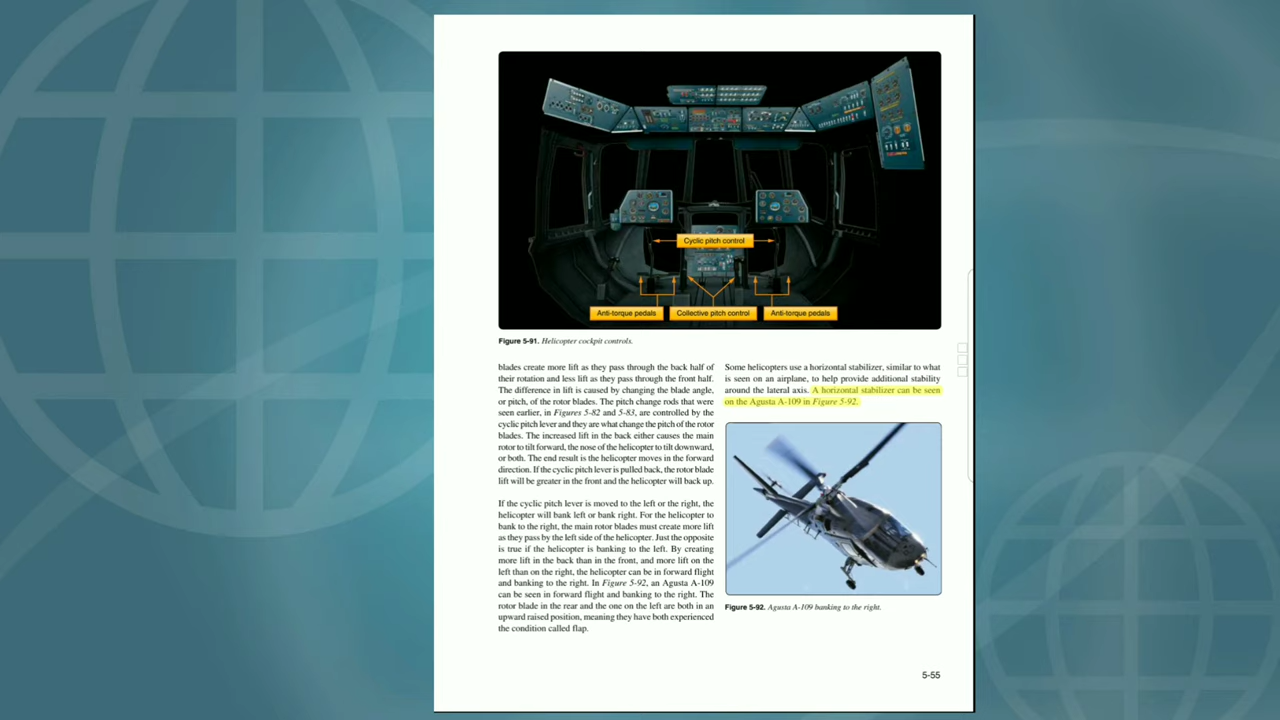 Cyclic pitch control
Anti-torque pedals
Collective pitch control
Anti-torque pedals
Figure 5-91. Helicopter cockpit controls.
blades create more lift as they pass through the back half of
their rotation and less lift as they pass through the front half.
The difference in lift is caused by changing the blade angle,
or pitch, of the rotor blades. The pitch change rods that were
seen earlier, in Figures 5-82 and 5-83, are controlled by the
cyclic pitch lever and they are what change the pitch of the rotor
blades. The increased lift in the back either causes the main
rotor to tilt forward, the nose of the helicopter to tilt downward,
or both. The end result is the helicopter moves in the forward
direction. If the cyclic pitch lever is pulled back, the rotor blade
lift will be greater in the front and the helicopter will back up.
If the cyclic pitch lever is moved to the left or the right, the
helicopter will bank left or bank right. For the helicopter to
bank to the right, the main rotor blades must create more lift
as they pass by the left side of the helicopter. Just the opposite
is true if the helicopter is banking to the left. By creating
more lift in the back than in the front, and more lift on the
left than on the right, the helicopter can be in forward flight
and banking to the right. In Figure 5-92, an Agusta A-109
can be seen in forward flight and banking to the right. The
rotor blade in the rear and the one on the left are both in an
upward raised position, meaning they have both experienced
the condition called flap.
Some helicopters use a horizontal stabilizer, similar to what
is seen on an airplane, to help provide additional stability
around the lateral axis. A horizontal stabilizer can be seen
on the Agusta A-109 in Figure 5-92.
Figure 5-92. Agusta A-109 banking to the right.
5-55